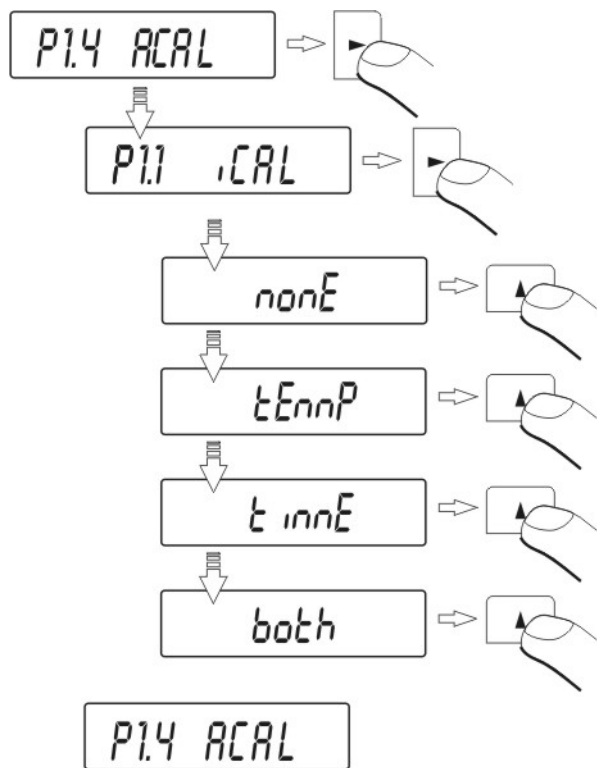 P1.4 ACAL
P1.1 iCAL
nonE
tEnnP
t innE
both
P1.4 ACAL